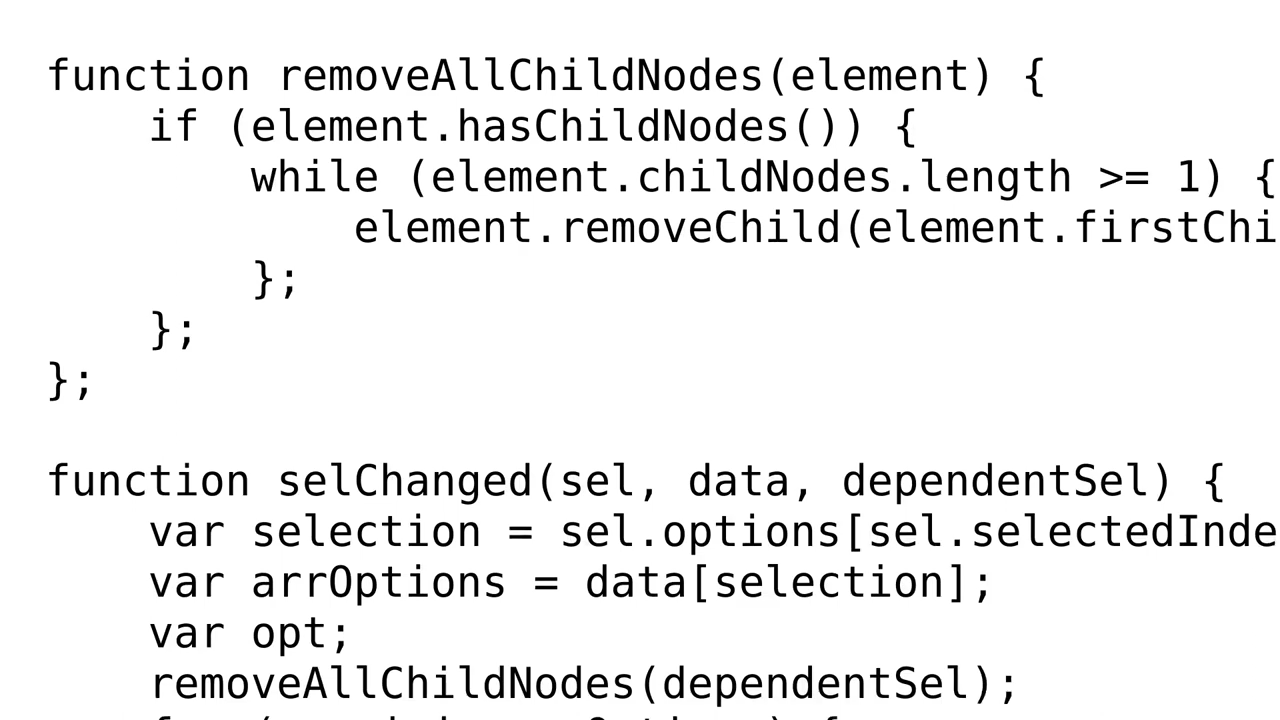 function removeAllChildNodes(element) {
    if (element.hasChildNodes()) {
        while (element.childNodes.length >= 1) {
            element.removeChild(element.firstChi
        };
    };
};

function selChanged(sel, data, dependentSel) {
    var selection = sel.options[sel.selectedInde
    var arrOptions = data[selection];
    var opt;
    removeAllChildNodes(dependentSel);